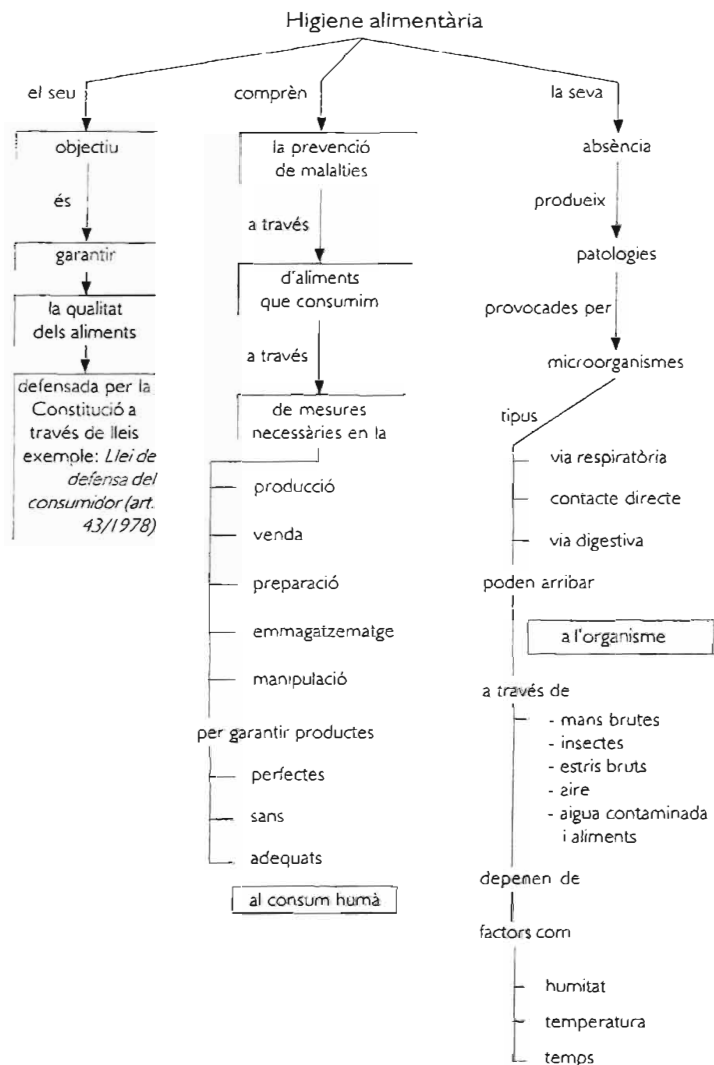 Higiene alimentària
el seu
objectiu
és
garantir
la qualitat
dels aliments
defensada per la
Constitució a
través de lleis
exemple: Llei de
defensa del
consumidor (art.
43/1978)
comprèn
la prevenció
de malalties
a través
d'aliments
que consumim
a través
de mesures
necessàries en la
producció
venda
preparació
emmagatzematge
manipulació
per garantir productes
perfectes
sans
adequats
al consum humà
la seva
absència
produeix
patologies
provocades per
microorganismes
tipus
via respiratòria
contacte directe
via digestiva
poden arribar
a l'organisme
a través de
- mans brutes
- insectes
- estris bruts
- aire
- aigua contaminada
i aliments
depenen de
factors com
humitat
temperatura
temps